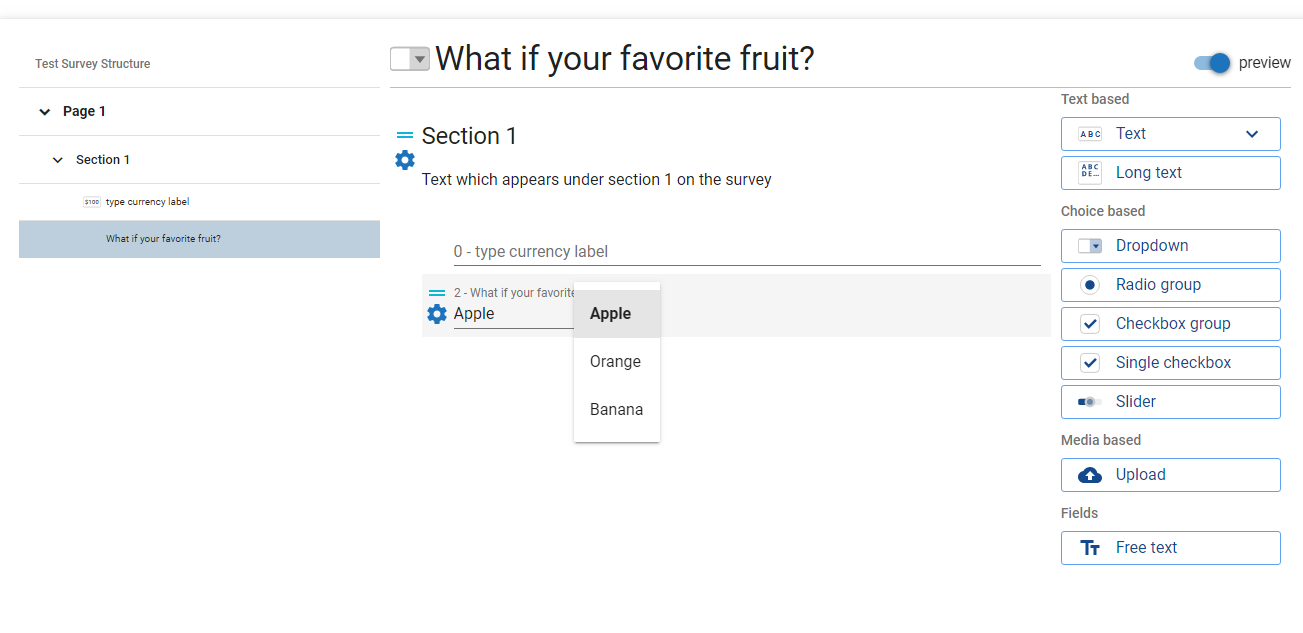 Test Survey Structure
Page 1
Section 1
$100 type currency label
What if your favorite fruit?
What if your favorite fruit?
preview
Section 1
Text which appears under section 1 on the survey
0 - type currency label
2 - What if your favorite
Apple
Apple
Orange
Banana
Text based
ABC Text
ABC
DE...
Long text
Choice based
Dropdown
Radio group
Checkbox group
Single checkbox
Slider
Media based
Upload
Fields
TT Free text